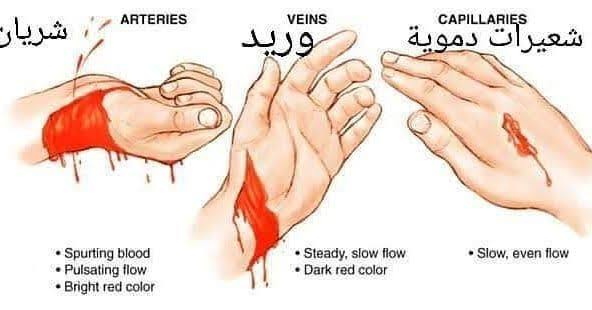 ARTERIES
شريان
VEINS
وريد
CAPILLARIES
شعيرات دموية
• Spurting blood
• Pulsating flow
• Bright red color
• Steady, slow flow
• Dark red color
• Slow, even flow